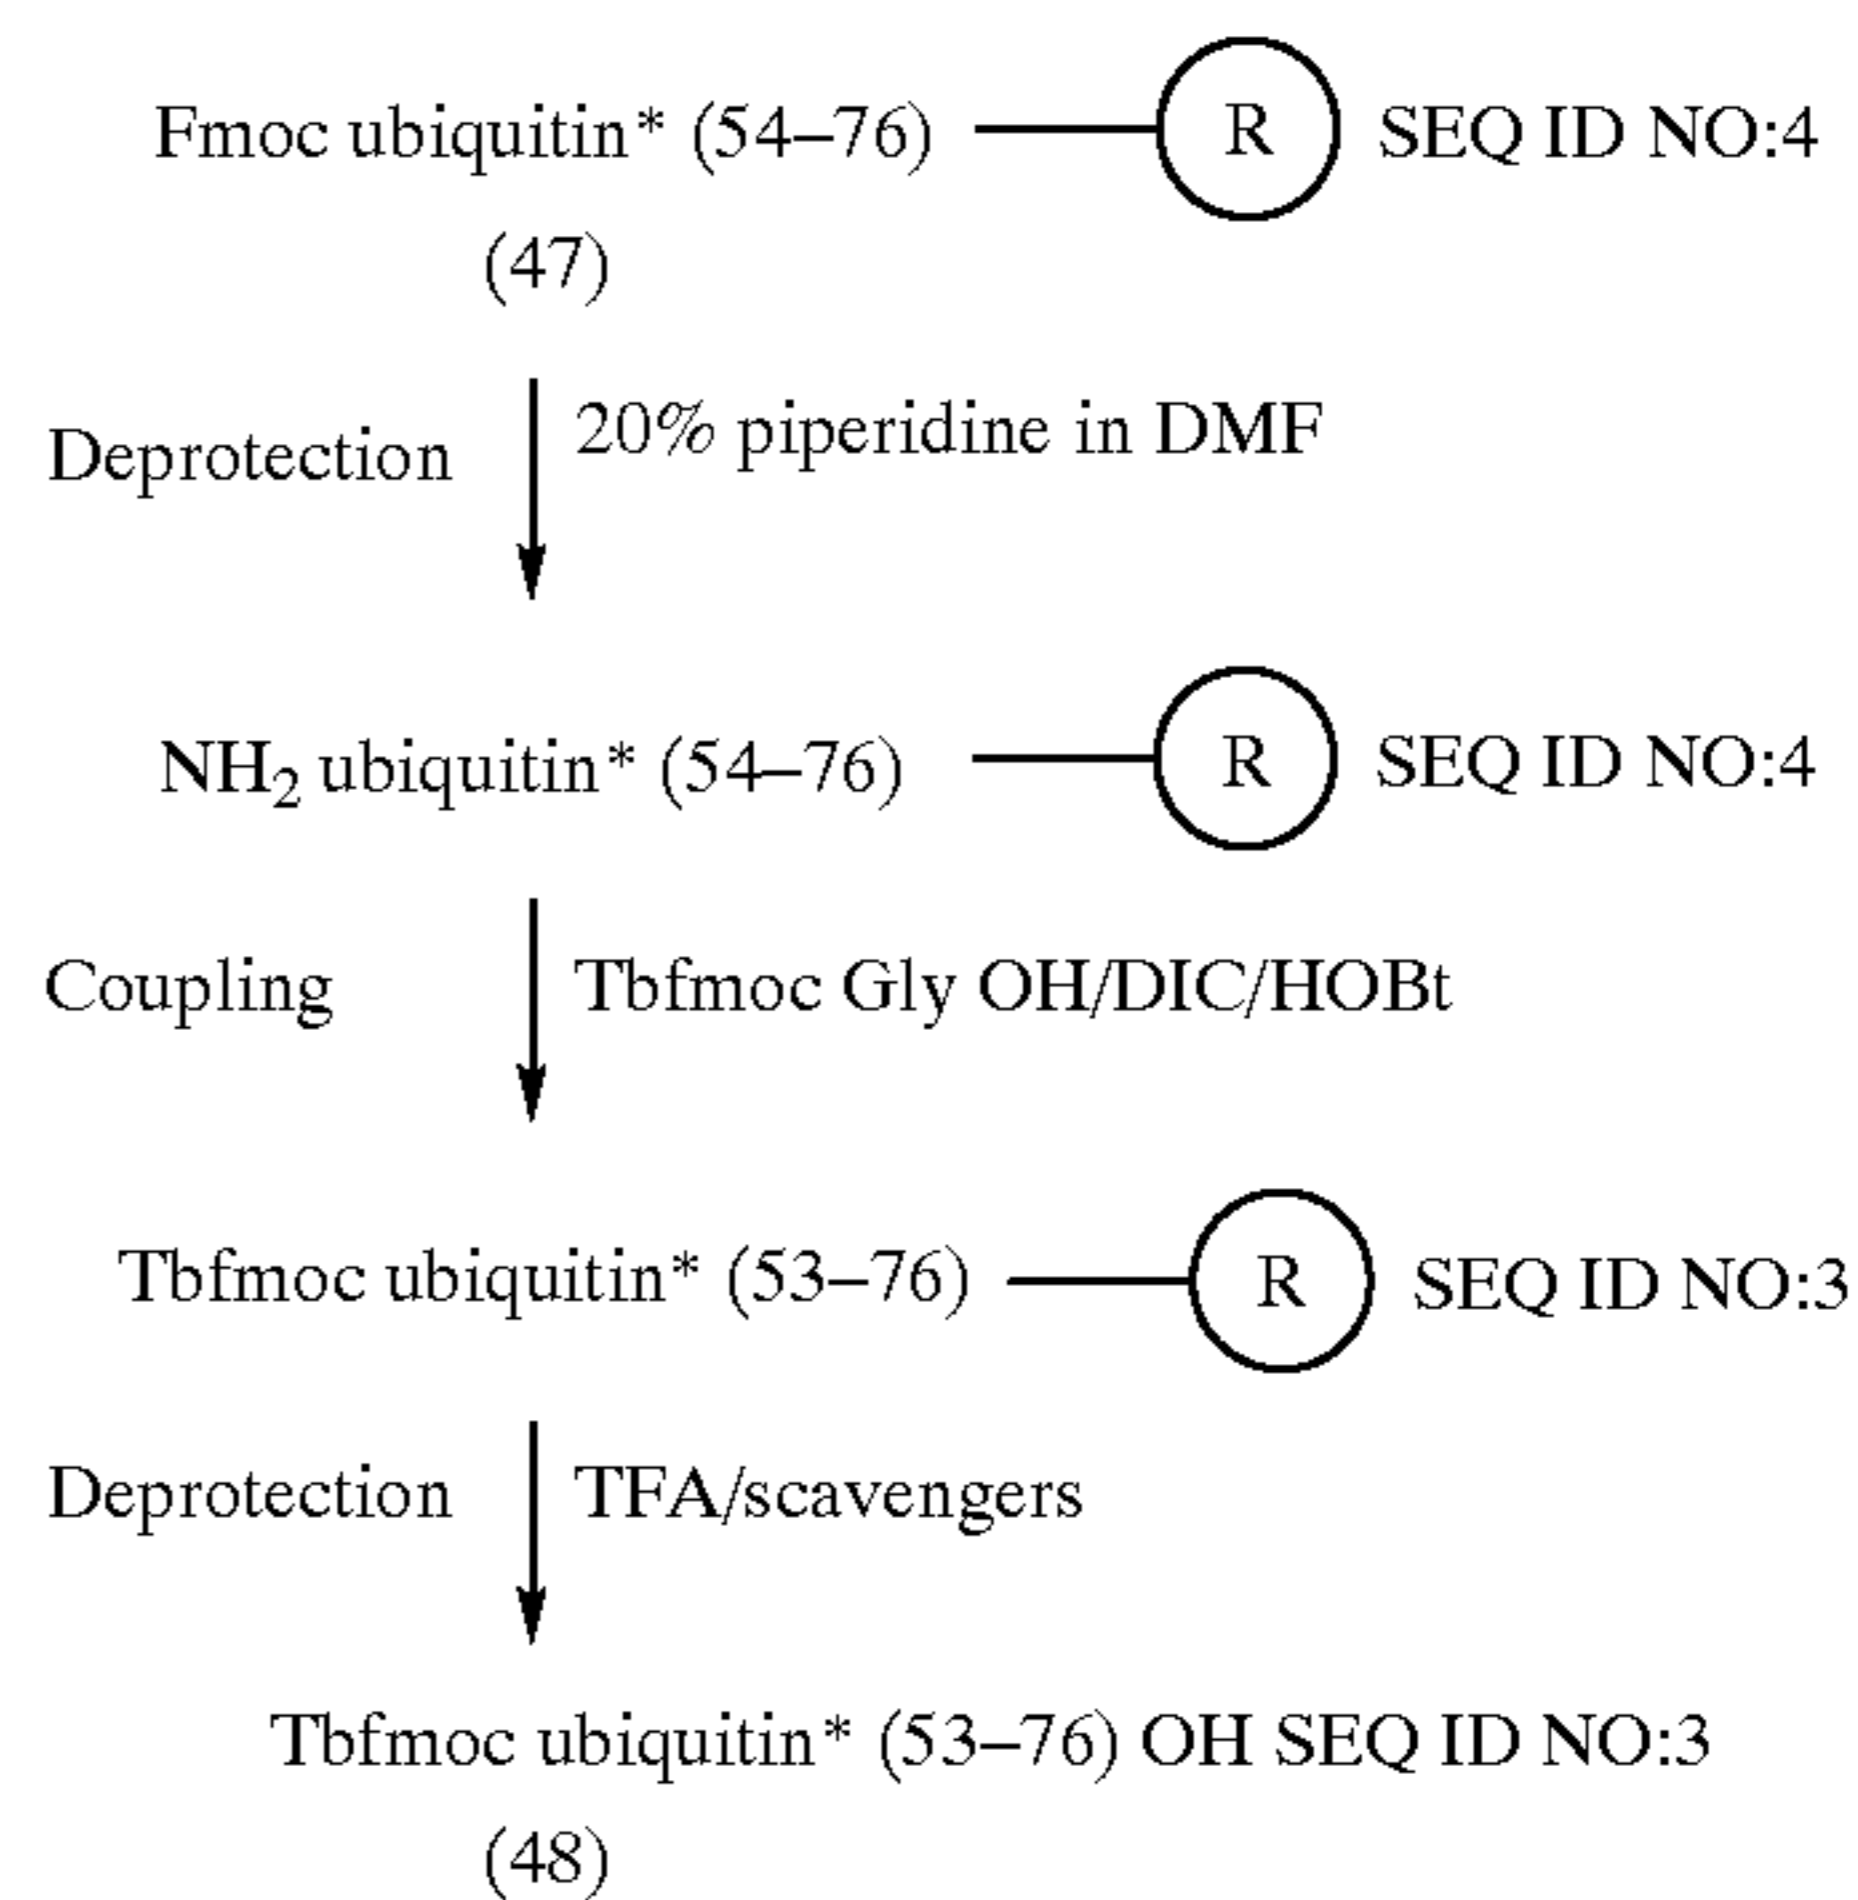 Fmoc ubiquitin* (54–76) R SEQ ID NO:4
(47)
Deprotection 20% piperidine in DMF
NH₂ ubiquitin* (54–76) R SEQ ID NO:4
Coupling Tbfmoc Gly OH/DIC/HOBt
Tbfmoc ubiquitin* (53–76) R SEQ ID NO:3
Deprotection TFA/scavengers
Tbfmoc ubiquitin* (53–76) OH SEQ ID NO:3
(48)